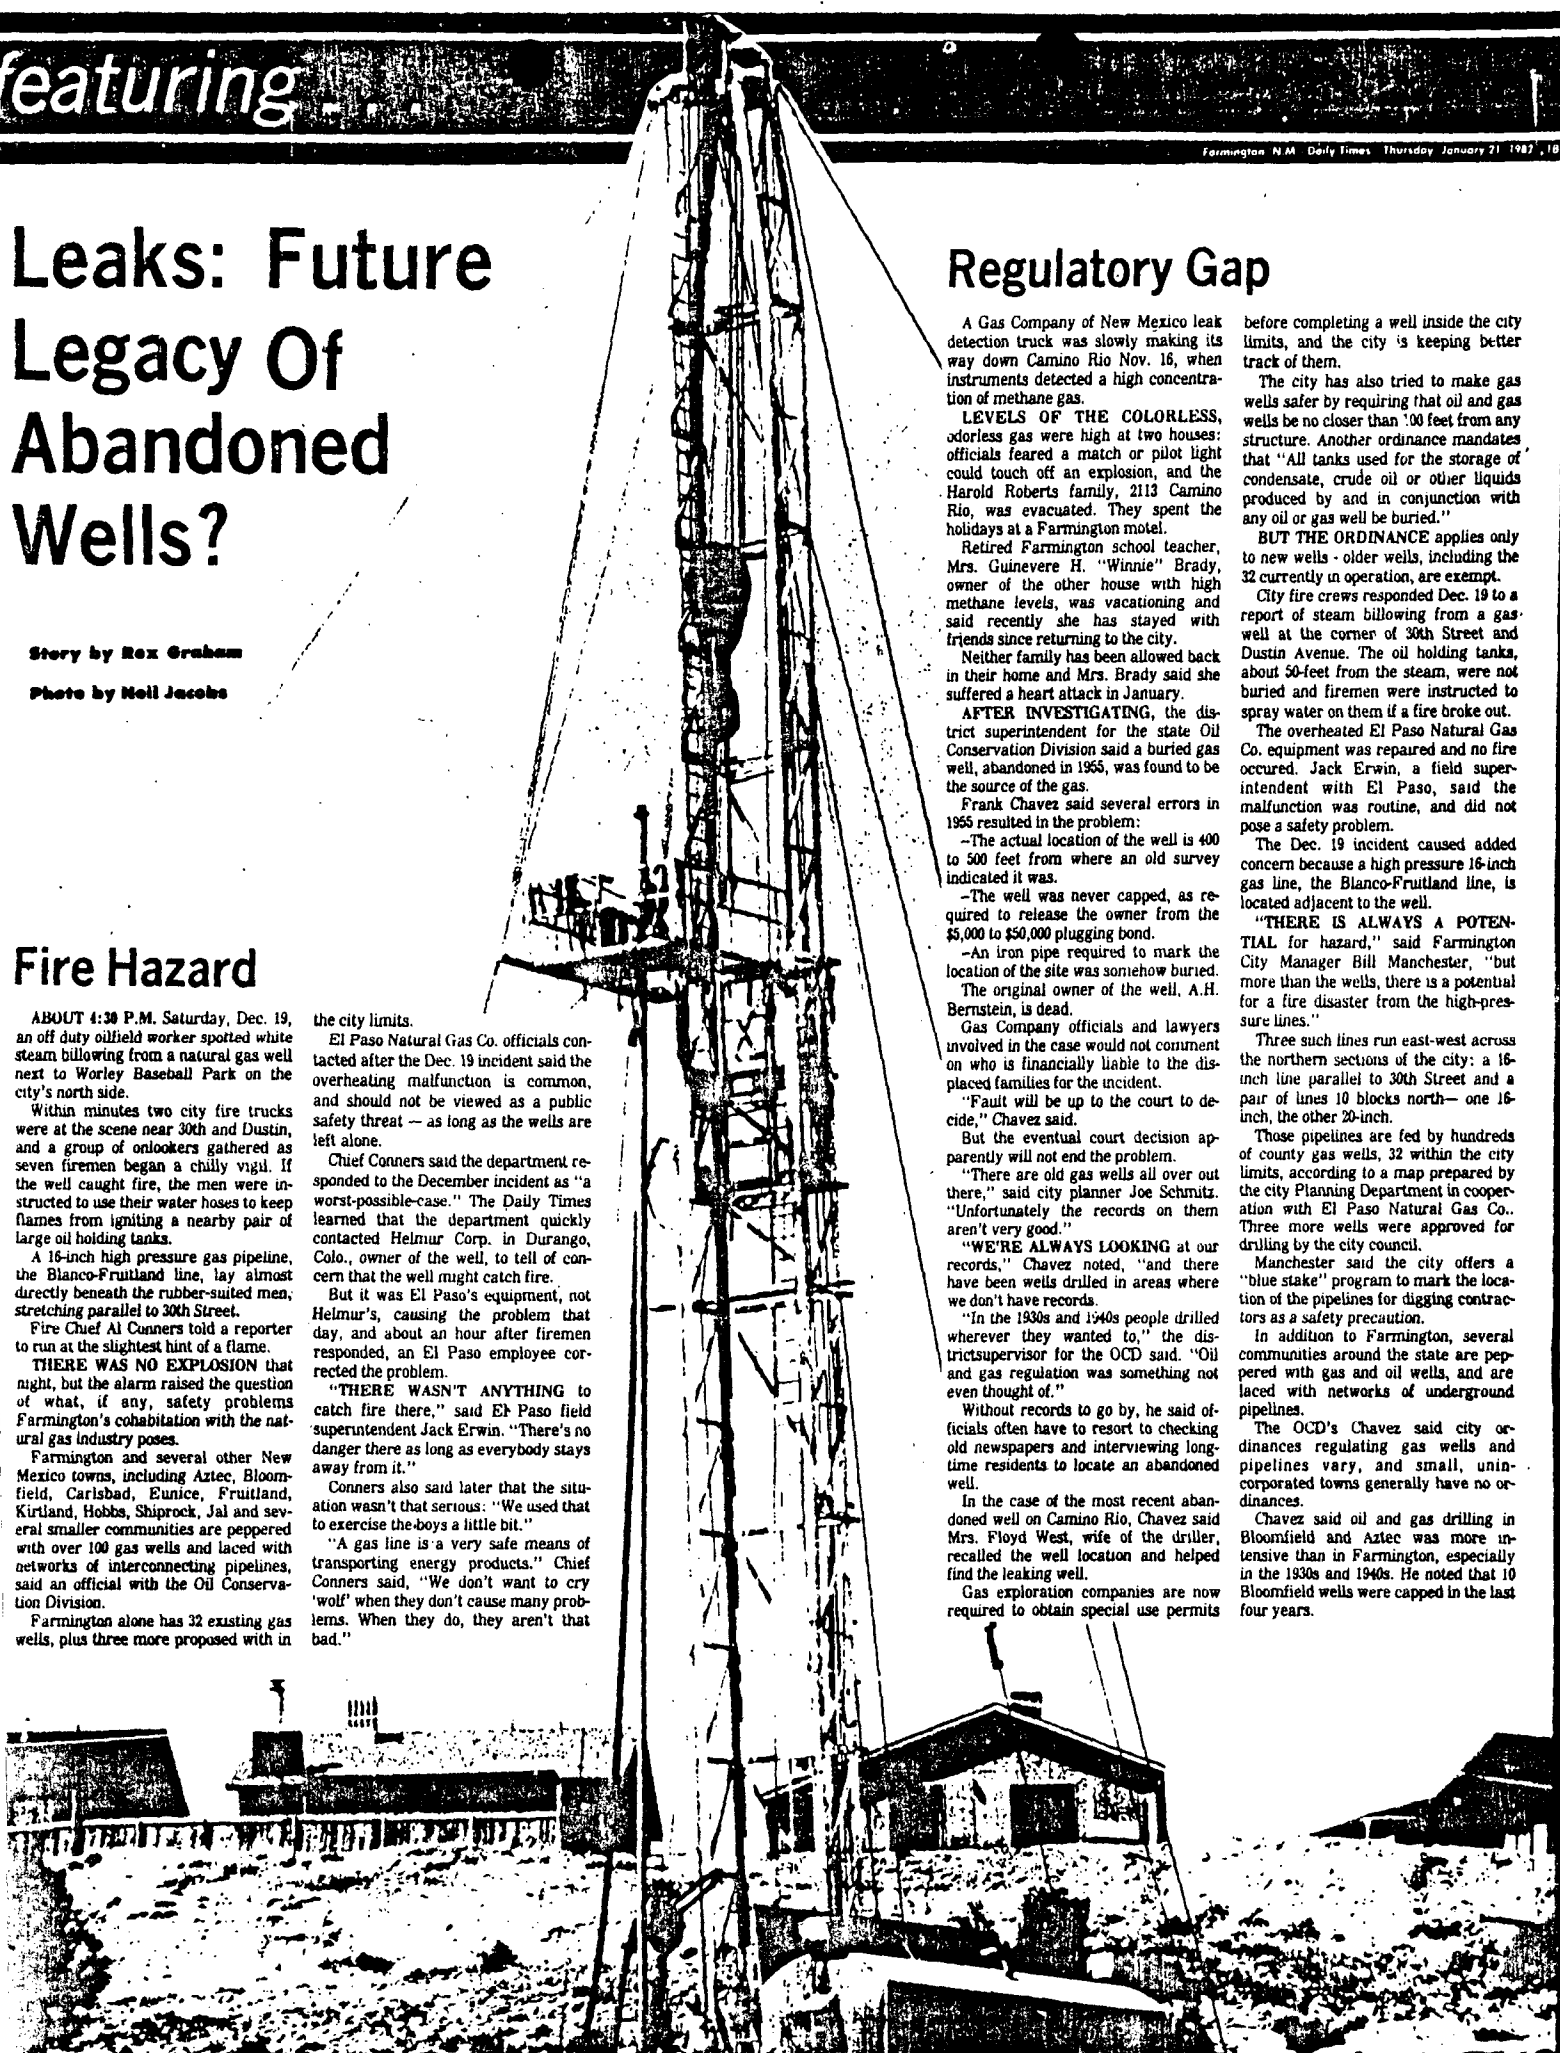 featuring...
Farmington N.M. Daily Times Thursday January 21 1982, 1B
Leaks: Future
Legacy Of
Abandoned
Wells?
Story by Rex Graham
Photo by Neil Jacobs
Fire Hazard
ABOUT 4:30 P.M. Saturday, Dec. 19,
an off duty oilfield worker spotted white
steam billowing from a natural gas well
next to Worley Baseball Park on the
city's north side.
Within minutes two city fire trucks
were at the scene near 30th and Dustin,
and a group of onlookers gathered as
seven firemen began a chilly vigil. If
the well caught fire, the men were in-
structed to use their water hoses to keep
flames from igniting a nearby pair of
large oil holding tanks.
A 16-inch high pressure gas pipeline,
the Blanco-Fruitland line, lay almost
directly beneath the rubber-suited men,
stretching parallel to 30th Street.
Fire Chief Al Conners told a reporter
to run at the slightest hint of a flame.
THERE WAS NO EXPLOSION that
night, but the alarm raised the question
of what, if any, safety problems
Farmington's cohabitation with the nat-
ural gas industry poses.
Farmington and several other New
Mexico towns, including Aztec, Bloom-
field, Carlsbad, Eunice, Fruitland,
Kirtland, Hobbs, Shiprock, Jal and sev-
eral smaller communities are peppered
with over 100 gas wells and laced with
networks of interconnecting pipelines,
said an official with the Oil Conserva-
tion Division.
Farmington alone has 32 existing gas
wells, plus three more proposed with in
the city limits.
El Paso Natural Gas Co. officials con-
tacted after the Dec. 19 incident said the
overheating malfunction is common,
and should not be viewed as a public
safety threat — as long as the wells are
left alone.
Chief Conners said the department re-
sponded to the December incident as "a
worst-possible-case." The Daily Times
learned that the department quickly
contacted Helmur Corp. in Durango,
Colo., owner of the well, to tell of con-
cern that the well might catch fire.
But it was El Paso's equipment, not
Helmur's, causing the problem that
day, and about an hour after firemen
responded, an El Paso employee cor-
rected the problem.
"THERE WASN'T ANYTHING to
catch fire there," said El Paso field
superintendent Jack Erwin. "There's no
danger there as long as everybody stays
away from it."
Conners also said later that the situ-
ation wasn't that serious: "We used that
to exercise the boys a little bit."
"A gas line is a very safe means of
transporting energy products." Chief
Conners said, "We don't want to cry
'wolf' when they don't cause many prob-
lems. When they do, they aren't that
bad."
Regulatory Gap
A Gas Company of New Mexico leak
detection truck was slowly making its
way down Camino Rio Nov. 16, when
instruments detected a high concentra-
tion of methane gas.
LEVELS OF THE COLORLESS,
odorless gas were high at two houses:
officials feared a match or pilot light
could touch off an explosion, and the
Harold Roberts family, 2113 Camino
Rio, was evacuated. They spent the
holidays at a Farmington motel.
Retired Farmington school teacher,
Mrs. Guinevere H. "Winnie" Brady,
owner of the other house with high
methane levels, was vacationing and
said recently she has stayed with
friends since returning to the city.
Neither family has been allowed back
in their home and Mrs. Brady said she
suffered a heart attack in January.
AFTER INVESTIGATING, the dis-
trict superintendent for the state Oil
Conservation Division said a buried gas
well, abandoned in 1955, was found to be
the source of the gas.
Frank Chavez said several errors in
1955 resulted in the problem:
-The actual location of the well is 400
to 500 feet from where an old survey
indicated it was.
-The well was never capped, as re-
quired to release the owner from the
$5,000 to $50,000 plugging bond.
-An iron pipe required to mark the
location of the site was somehow buried.
The original owner of the well, A.H.
Bernstein, is dead.
Gas Company officials and lawyers
involved in the case would not comment
on who is financially liable to the dis-
placed families for the incident.
"Fault will be up to the court to de-
cide," Chavez said.
But the eventual court decision ap-
parently will not end the problem.
"There are old gas wells all over out
there," said city planner Joe Schmitz.
"Unfortunately the records on them
aren't very good."
"WE'RE ALWAYS LOOKING at our
records," Chavez noted, "and there
have been wells drilled in areas where
we don't have records.
"In the 1930s and 1940s people drilled
wherever they wanted to," the dis-
trictsupervisor for the OCD said. "Oil
and gas regulation was something not
even thought of."
Without records to go by, he said of-
ficials often have to resort to checking
old newspapers and interviewing long-
time residents to locate an abandoned
well.
In the case of the most recent aban-
doned well on Camino Rio, Chavez said
Mrs. Floyd West, wife of the driller,
recalled the well location and helped
find the leaking well.
Gas exploration companies are now
required to obtain special use permits
before completing a well inside the city
limits, and the city is keeping better
track of them.
The city has also tried to make gas
wells safer by requiring that oil and gas
wells be no closer than feet from any
structure. Another ordinance mandates
that "All tanks used for the storage of
condensate, crude oil or other liquids
produced by and in conjunction with
any oil or gas well be buried."
BUT THE ORDINANCE applies only
to new wells - older wells, including the
32 currently in operation, are exempt.
City fire crews responded Dec. 19 to a
report of steam billowing from a gas
well at the corner of 30th Street and
Dustin Avenue. The oil holding tanks,
about 50-feet from the steam, were not
buried and firemen were instructed to
spray water on them if a fire broke out.
The overheated El Paso Natural Gas
Co. equipment was repaired and no fire
occured. Jack Erwin, a field super-
intendent with El Paso, said the
malfunction was routine, and did not
pose a safety problem.
The Dec. 19 incident caused added
concern because a high pressure 16-inch
gas line, the Blanco-Fruitland line, is
located adjacent to the well.
"THERE IS ALWAYS A POTEN-
TIAL for hazard," said Farmington
City Manager Bill Manchester, "but
more than the wells, there is a potential
for a fire disaster from the high-pres-
sure lines."
Three such lines run east-west across
the northern sections of the city: a 16-
inch line parallel to 30th Street and a
pair of lines 10 blocks north— one 16-
inch, the other 20-inch.
Those pipelines are fed by hundreds
of county gas wells, 32 within the city
limits, according to a map prepared by
the city Planning Department in cooper-
ation with El Paso Natural Gas Co..
Three more wells were approved for
drilling by the city council.
Manchester said the city offers a
"blue stake" program to mark the loca-
tion of the pipelines for digging contrac-
tors as a safety precaution.
In addition to Farmington, several
communities around the state are pep-
pered with gas and oil wells, and are
laced with networks of underground
pipelines.
The OCD's Chavez said city or-
dinances regulating gas wells and
pipelines vary, and small, unin-
corporated towns generally have no or-
dinances.
Chavez said oil and gas drilling in
Bloomfield and Aztec was more in-
tensive than in Farmington, especially
in the 1930s and 1940s. He noted that 10
Bloomfield wells were capped in the last
four years.